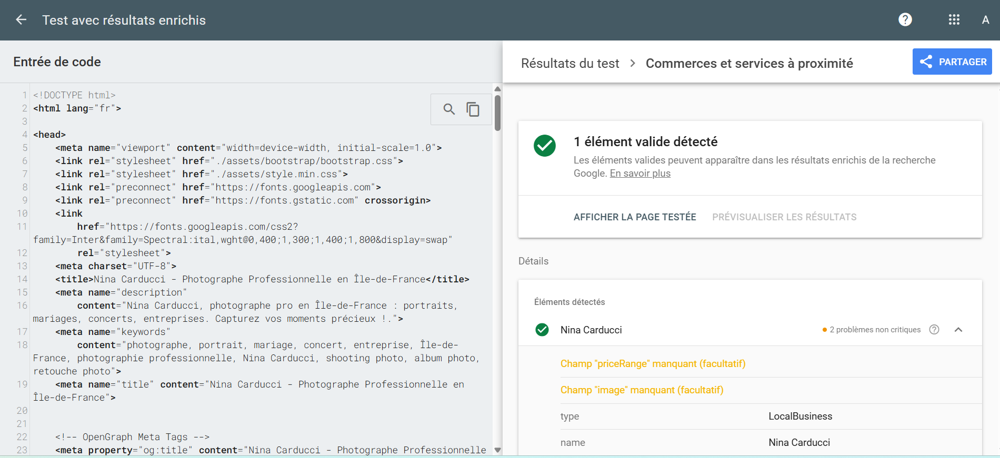 Test avec résultats enrichis
A
Entrée de code
Résultats du test > Commerces et services à proximité
PARTAGER
1 <!DOCTYPE html>
2 <html lang="fr">
3
4 <head>
5 <meta name="viewport" content="width=device-width, initial-scale=1.0">
6 <link rel="stylesheet" href="./assets/bootstrap/bootstrap.css">
7 <link rel="stylesheet" href="./assets/style.min.css">
8 <link rel="preconnect" href="https://fonts.googleapis.com">
9 <link rel="preconnect" href="https://fonts.gstatic.com" crossorigin>
10 <link
11 href="https://fonts.googleapis.com/css2?
family=Inter&family=Spectral:ital,wght@0,400;1,300;1,400;1,800&display=swap"
12 rel="stylesheet">
13 <meta charset="UTF-8">
14 <title>Nina Carducci - Photographe Professionnelle en Île-de-France</title>
15 <meta name="description"
16 content="Nina Carducci, photographe pro en Île-de-France : portraits,
mariages, concerts, entreprises. Capturez vos moments précieux !.">
17 <meta name="keywords"
18 content="photographe, portrait, mariage, concert, entreprise, Île-de-
France, photographie professionnelle, Nina Carducci, shooting photo, album photo,
retouche photo">
19 <meta name="title" content="Nina Carducci - Photographe Professionnelle en
Île-de-France">
20
21
22 <!-- OpenGraph Meta Tags -->
23 <meta property="og:title" content="Nina Carducci - Photographe Professionnelle
1 élément valide détecté
Les éléments valides peuvent apparaître dans les résultats enrichis de la recherche
Google. En savoir plus
AFFICHER LA PAGE TESTÉE PRÉVISUALISER LES RÉSULTATS
Détails
Éléments détectés
Nina Carducci 2 problèmes non critiques
Champ "priceRange" manquant (facultatif)
Champ "image" manquant (facultatif)
type LocalBusiness
name Nina Carducci